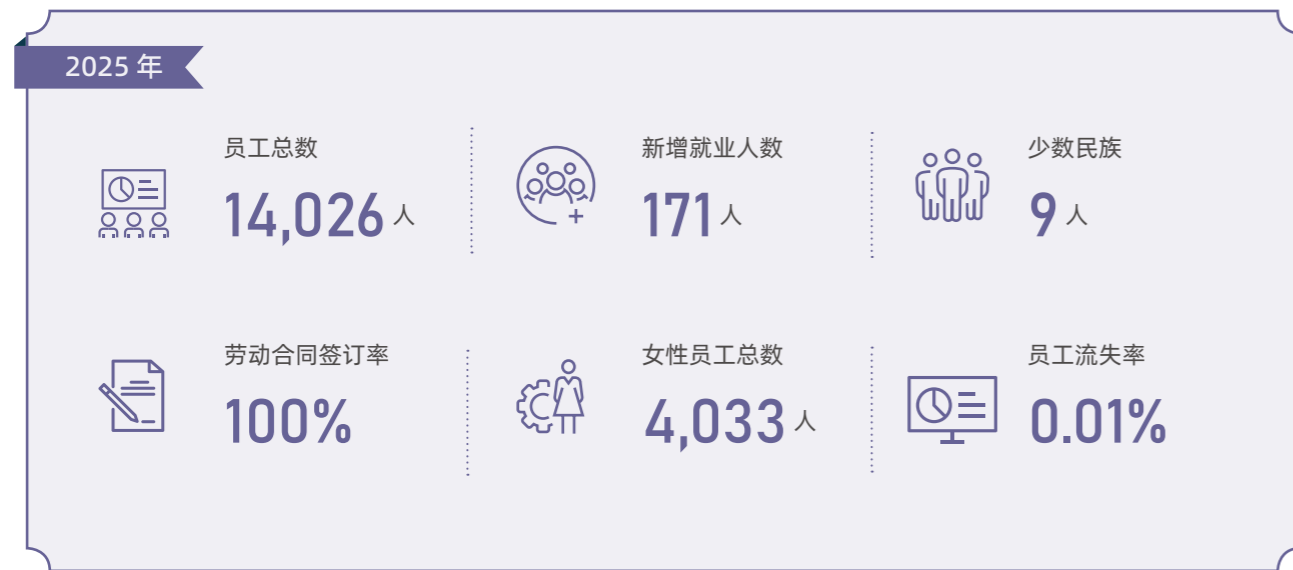 2025 年
员工总数
14,026 人
新增就业人数
171 人
少数民族
9 人
劳动合同签订率
100%
女性员工总数
4,033 人
员工流失率
0.01%